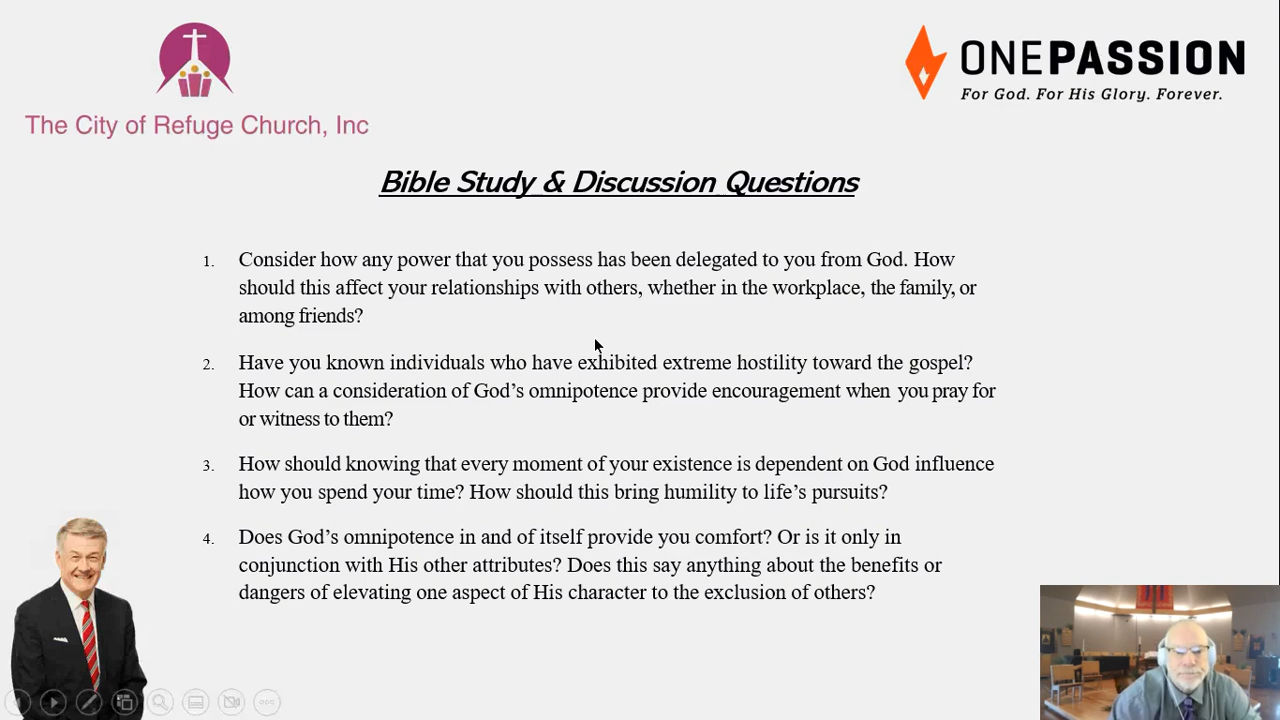 ONEPASSION
For God. For His Glory. Forever.
The City of Refuge Church, Inc
Bible Study & Discussion Questions
1. Consider how any power that you possess has been delegated to you from God. How
should this affect your relationships with others, whether in the workplace, the family, or
among friends?
2. Have you known individuals who have exhibited extreme hostility toward the gospel?
How can a consideration of God’s omnipotence provide encouragement when you pray for
or witness to them?
3. How should knowing that every moment of your existence is dependent on God influence
how you spend your time? How should this bring humility to life’s pursuits?
4. Does God’s omnipotence in and of itself provide you comfort? Or is it only in
conjunction with His other attributes? Does this say anything about the benefits or
dangers of elevating one aspect of His character to the exclusion of others?